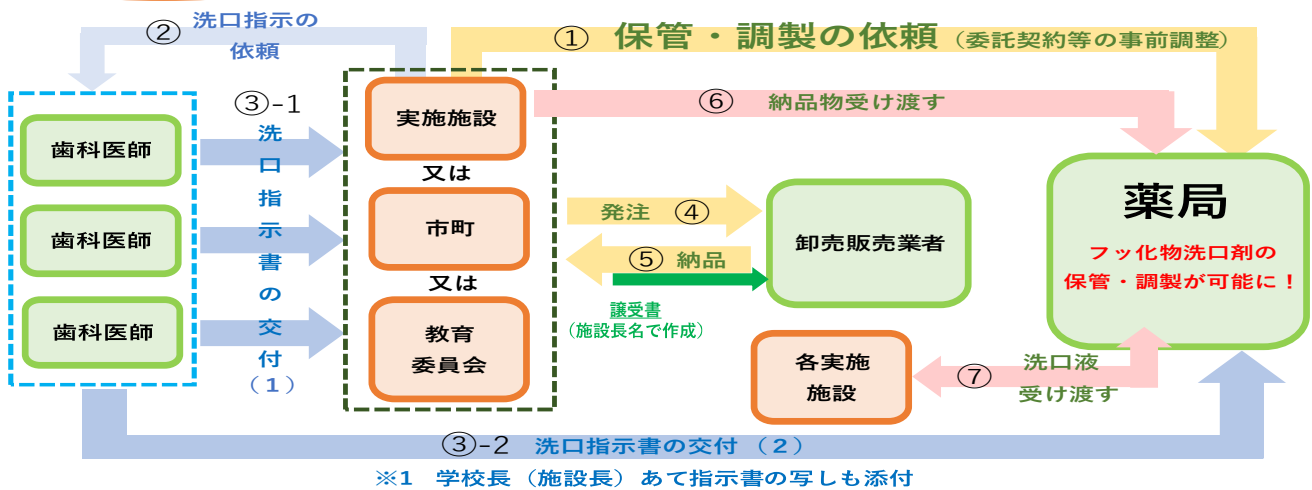 ② 洗口指示の
依頼
① 保管・調製の依頼（委託契約等の事前調整）
③-1
洗口指示書の交付
（1）
歯科医師
歯科医師
歯科医師
実施施設
又は
市町
又は
教育
委員会
⑥ 納品物受け渡す
発注 ④
⑤ 納品
譲受書
（施設長名で作成）
卸売販売業者
薬局
フッ化物洗口剤の
保管・調製が可能に！
各実施
施設
⑦ 洗口液
受け渡す
③-2 洗口指示書の交付（2）
※1 学校長（施設長）あて指示書の写しも添付